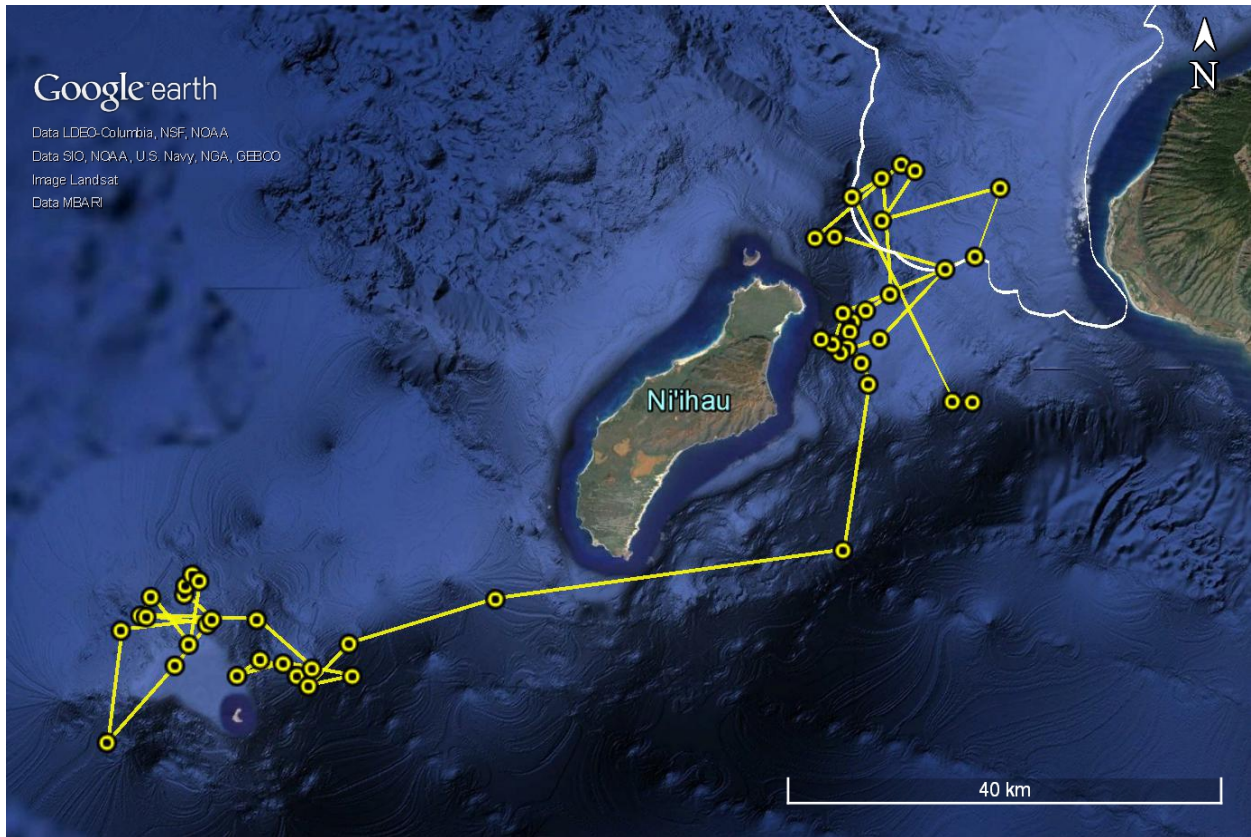 Google earth
Data LDEO-Columbia, NSF, NOAA
Data SIO, NOAA, U.S. Navy, NGA, GEBCO
Image Landsat
Data MBARI
N
Ni'ihau
40 km